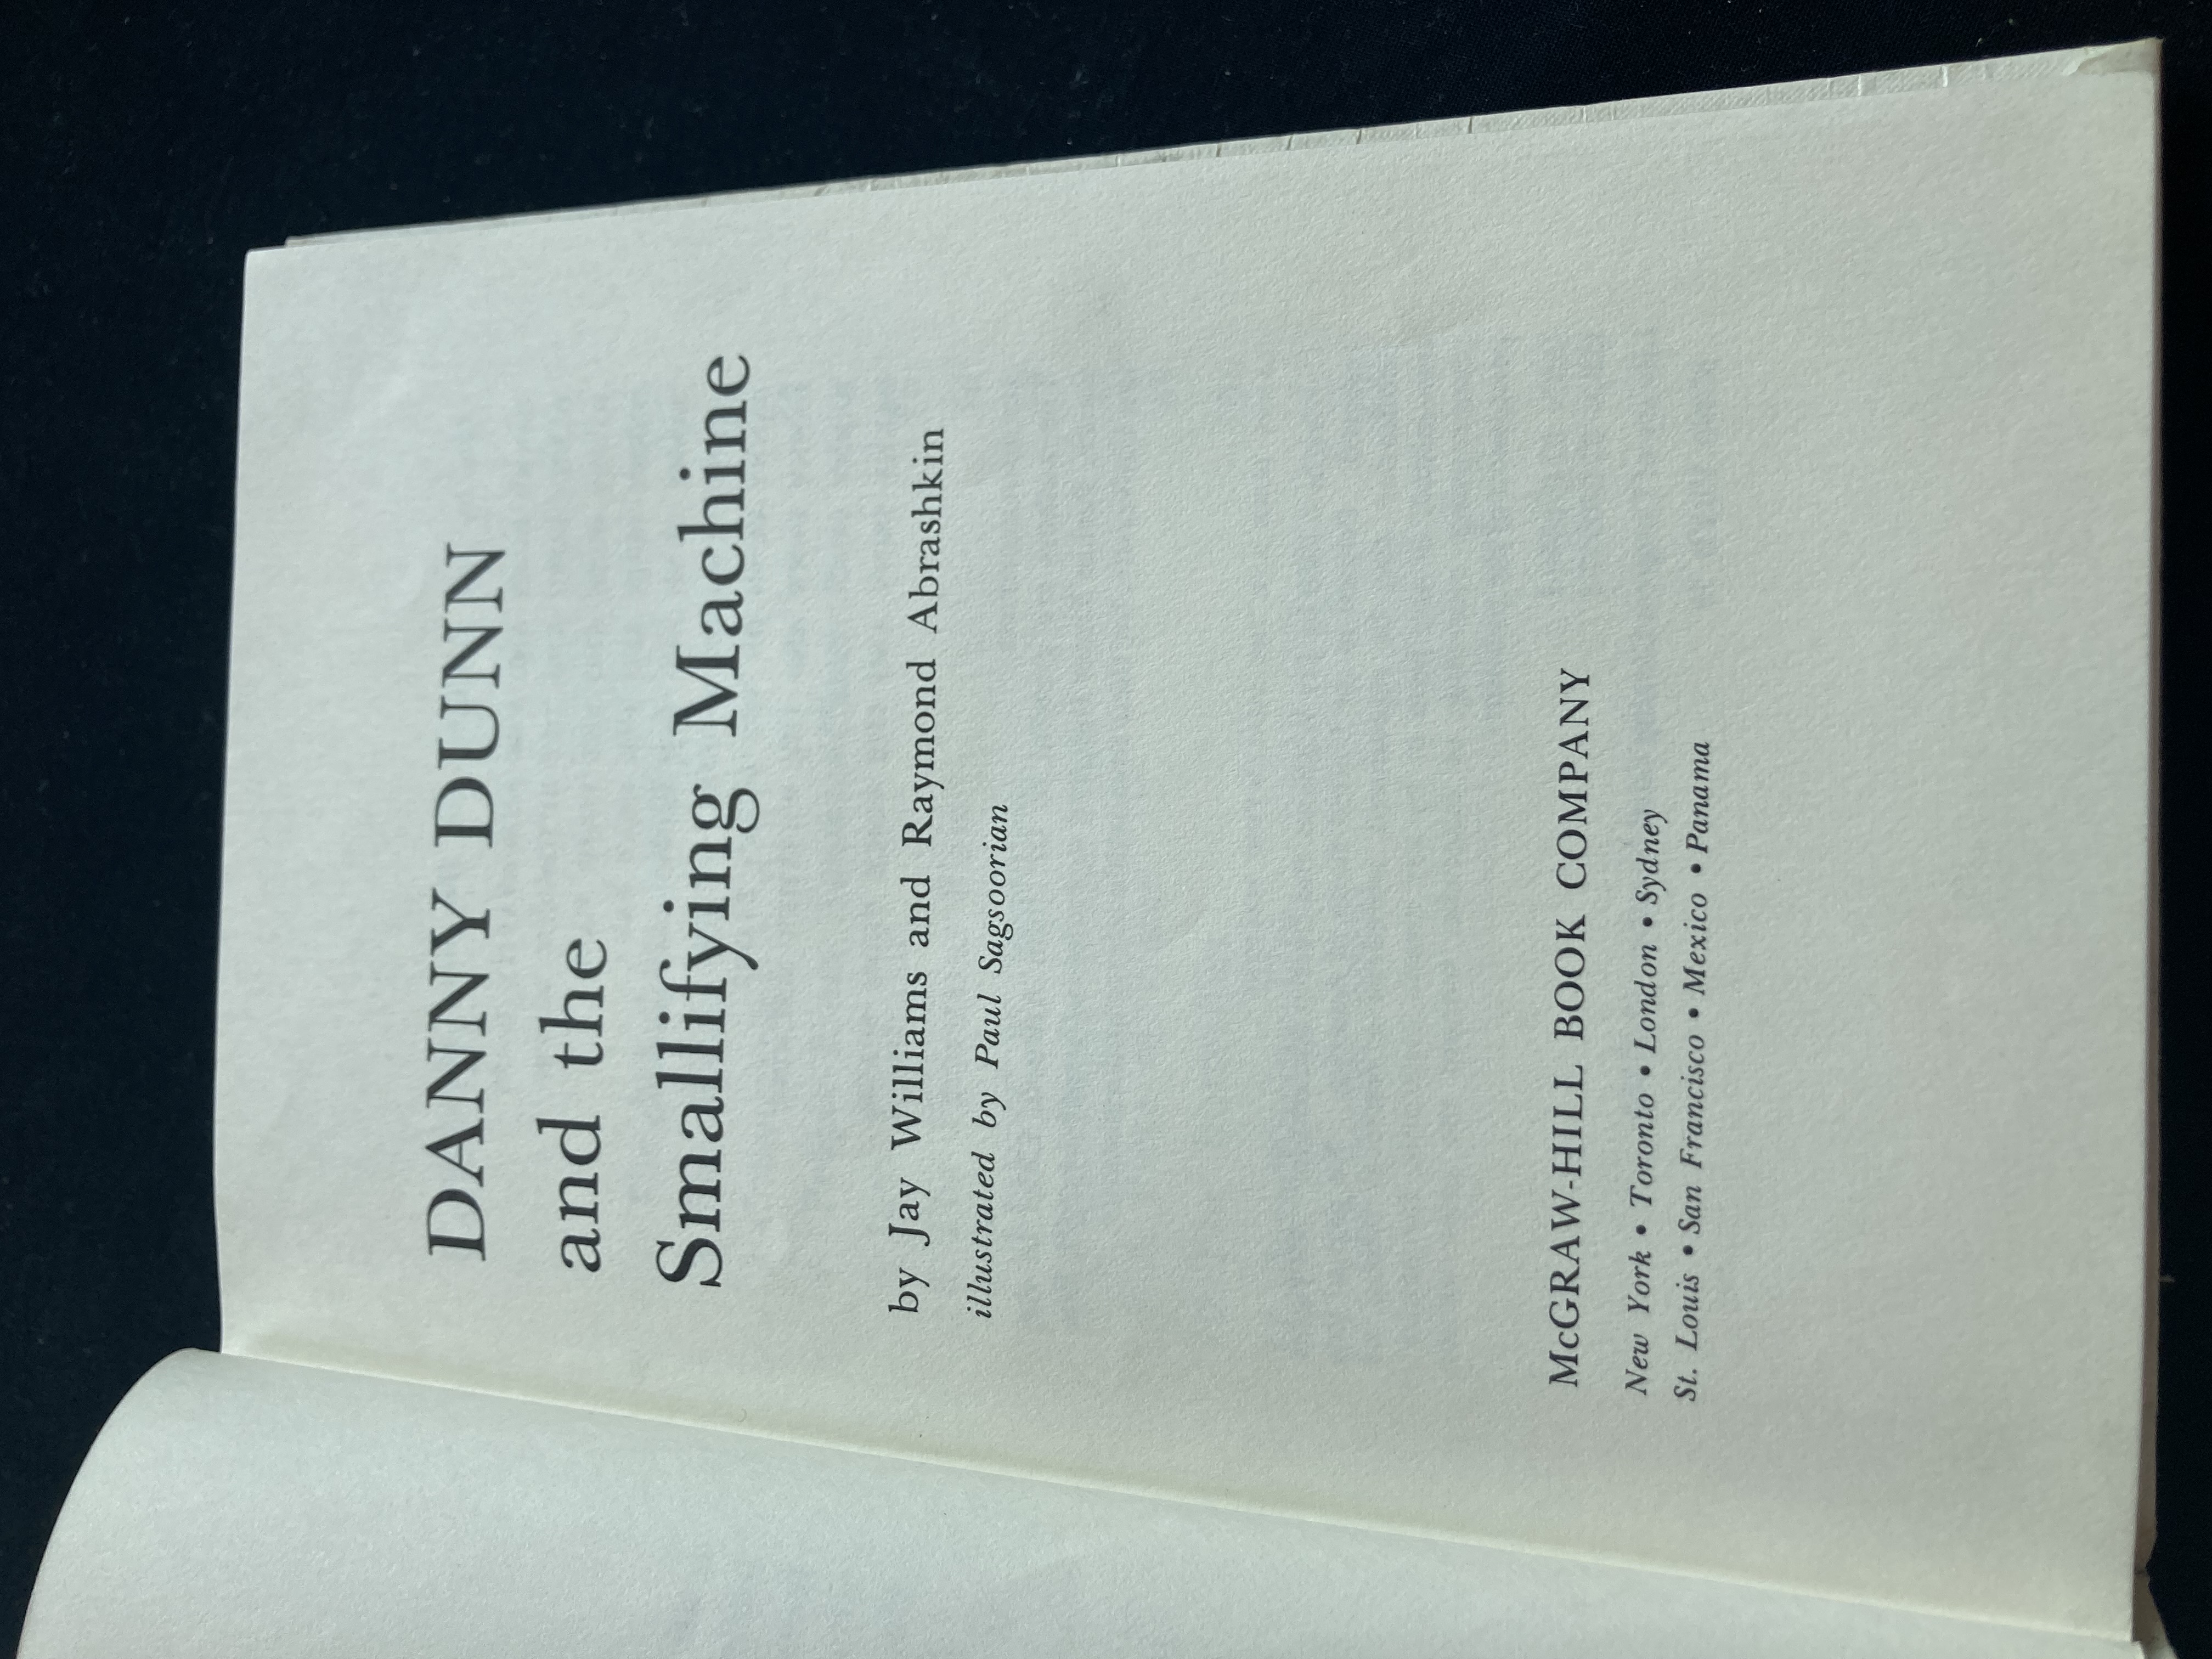 DANNY DUNN
and the
Smallifying Machine
by Jay Williams and Raymond Abrashkin
illustrated by Paul Sagsoorian
McGRAW-HILL BOOK COMPANY
New York • Toronto • London • Sydney
St. Louis • San Francisco • Mexico • Panama